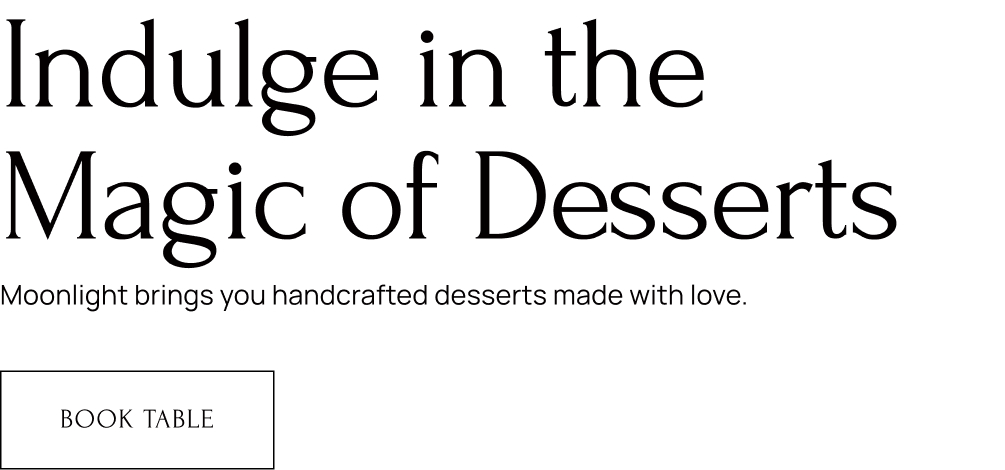 Indulge in the
Magic of Desserts
Moonlight brings you handcrafted desserts made with love.
BOOK TABLE